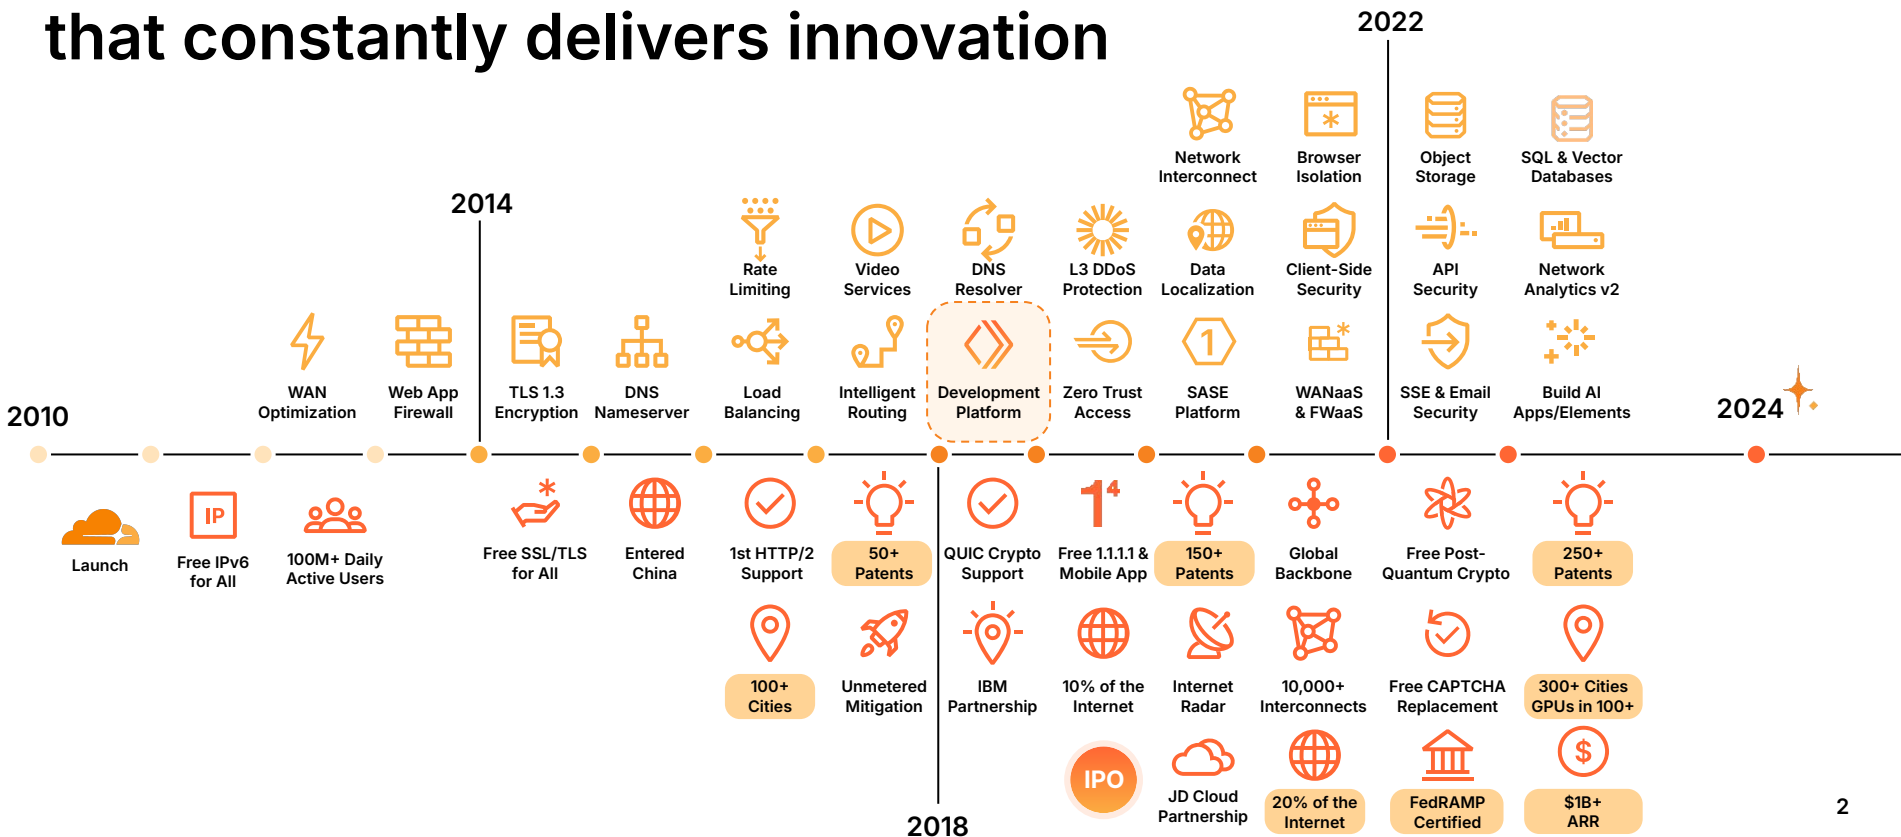 that constantly delivers innovation
2022
Network
Interconnect
Browser
Isolation
Object
Storage
SQL & Vector
Databases
2014
Rate
Limiting
Video
Services
DNS
Resolver
L3 DDoS
Protection
Data
Localization
Client-Side
Security
API
Security
Network
Analytics v2
1
WAN
Optimization
Web App
Firewall
TLS 1.3
Encryption
DNS
Nameserver
Load
Balancing
Intelligent
Routing
Development
Platform
Zero Trust
Access
SASE
Platform
WANaaS
& FWaaS
SSE & Email
Security
Build AI
Apps/Elements
2010
2024
IP
1⁴
Launch
Free IPv6
for All
100M+ Daily
Active Users
Free SSL/TLS
for All
Entered
China
1st HTTP/2
Support
50+
Patents
QUIC Crypto
Support
Free 1.1.1.1 &
Mobile App
150+
Patents
Global
Backbone
Free Post-
Quantum Crypto
250+
Patents
100+
Cities
Unmetered
Mitigation
IBM
Partnership
10% of the
Internet
Internet
Radar
10,000+
Interconnects
Free CAPTCHA
Replacement
300+ Cities
GPUs in 100+
IPO
$
JD Cloud
Partnership
20% of the
Internet
FedRAMP
Certified
$1B+
ARR
2018
2